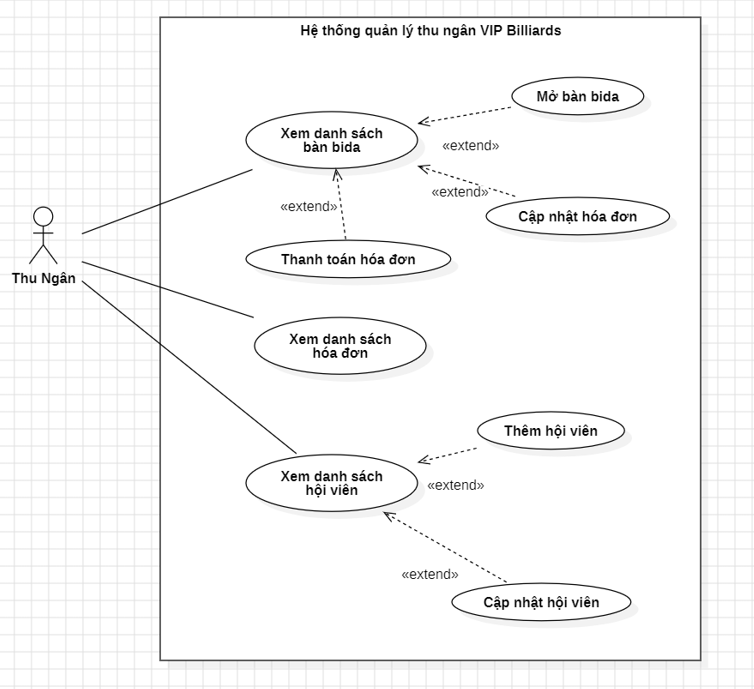 Hệ thống quản lý thu ngân VIP Billiards
Mở bàn bida
Xem danh sách
bàn bida
«extend»
«extend»
«extend»
Cập nhật hóa đơn
Thanh toán hóa đơn
Thu Ngân
Xem danh sách
hóa đơn
Thêm hội viên
Xem danh sách
hội viên
«extend»
«extend»
Cập nhật hội viên